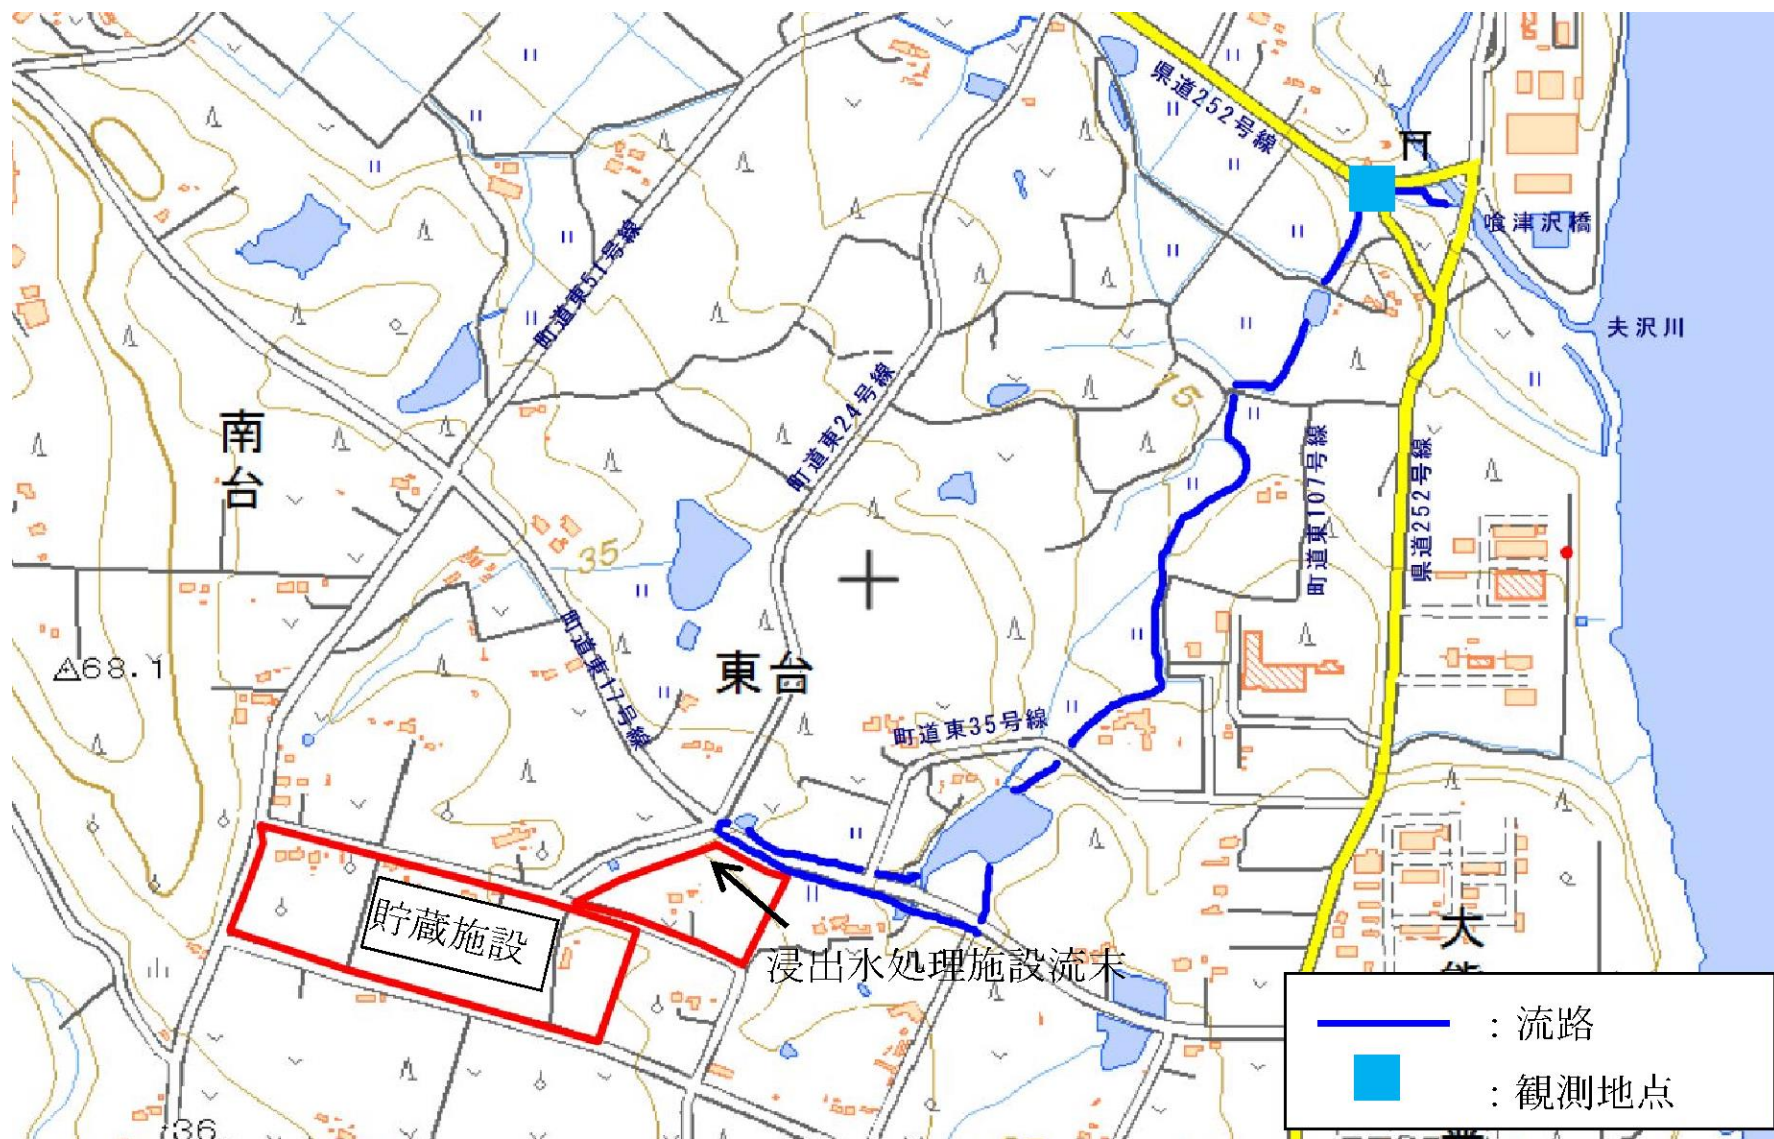 県道252号線
喰津沢橋
町道東51号線
夫沢川
町道東24号線
15
南台
町道東107号線
県道252号線
35
町道東17号線
東台
68.1
町道東35号線
貯蔵施設
浸出水処理施設流末
大
：流路
：観測地点
36